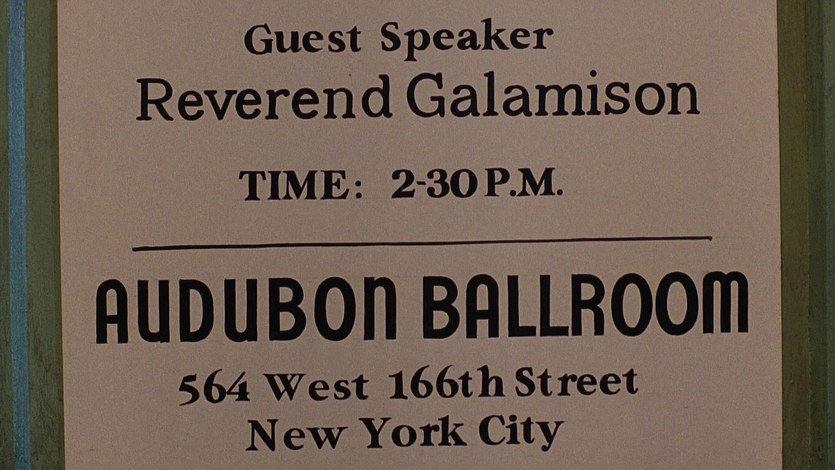 Guest Speaker
Reverend Galamison
TIME: 2-30 P.M.
AUDUBON BALLROOM
564 West 166th Street
New York City